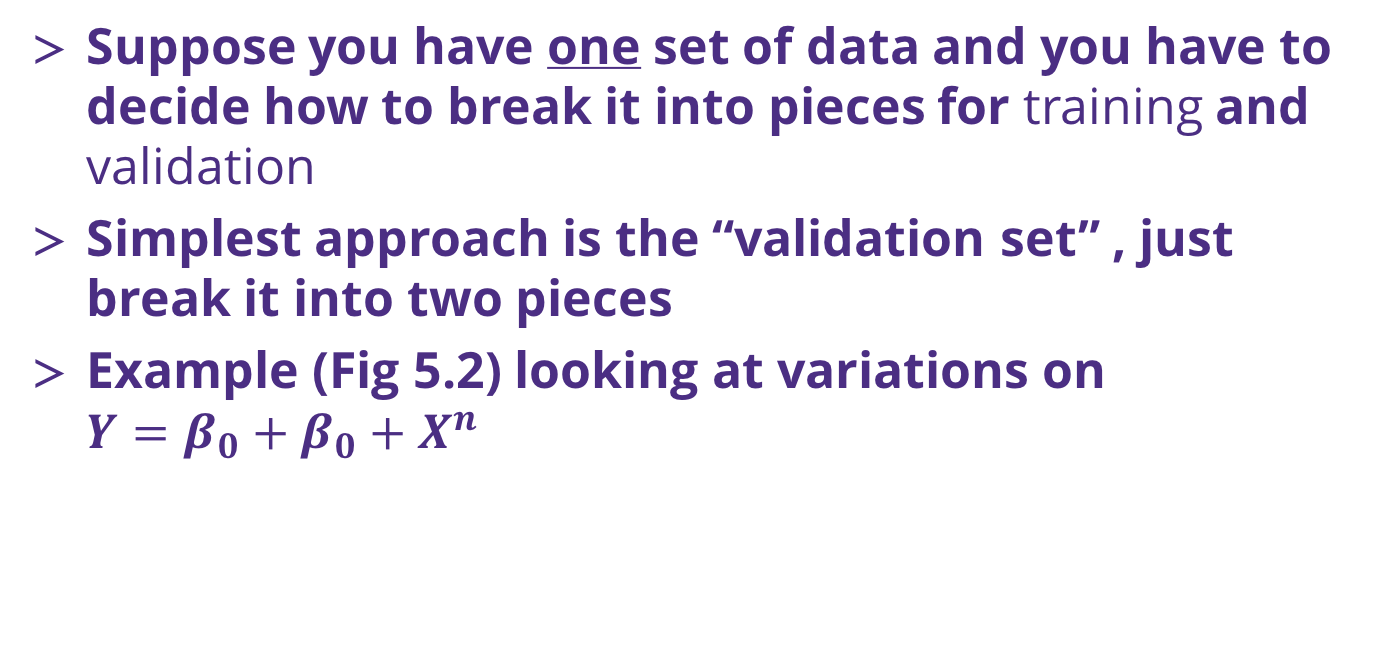 > Suppose you have one set of data and you have to
decide how to break it into pieces for training and
validation
> Simplest approach is the “validation set” , just
break it into two pieces
> Example (Fig 5.2) looking at variations on
Y = β₀ + β₀ + Xⁿ